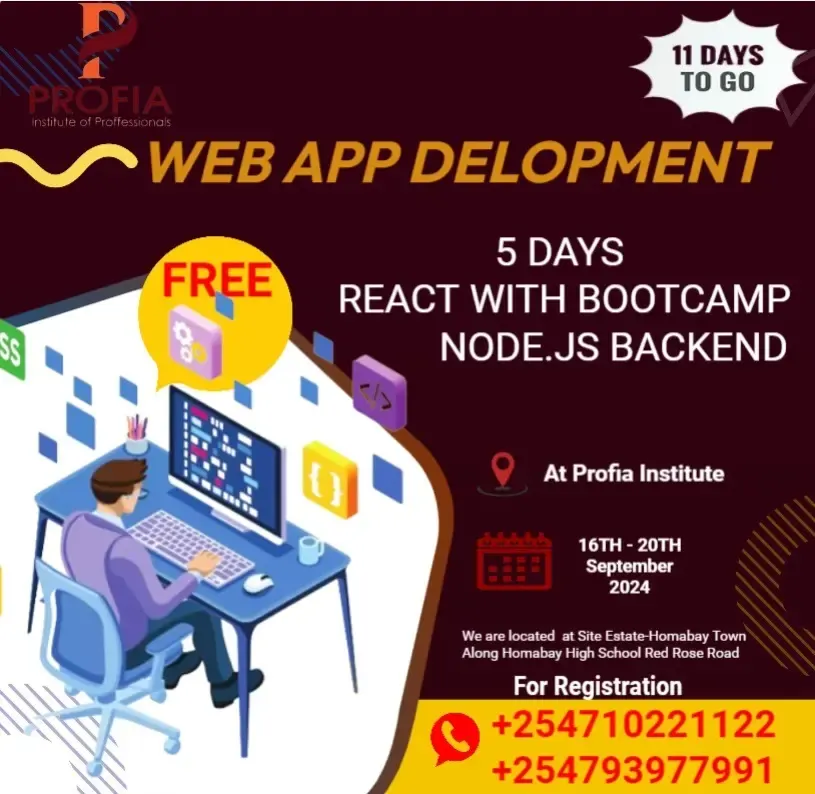 P
PROFIA
Institute of Proffessionals
11 DAYS
TO GO
WEB APP DELOPMENT
5 DAYS
REACT WITH BOOTCAMP
NODE.JS BACKEND
FREE
SS
</>
{ }
At Profia Institute
16TH - 20TH
September
2024
We are located at Site Estate-Homabay Town
Along Homabay High School Red Rose Road
For Registration
+254710221122
+254793977991